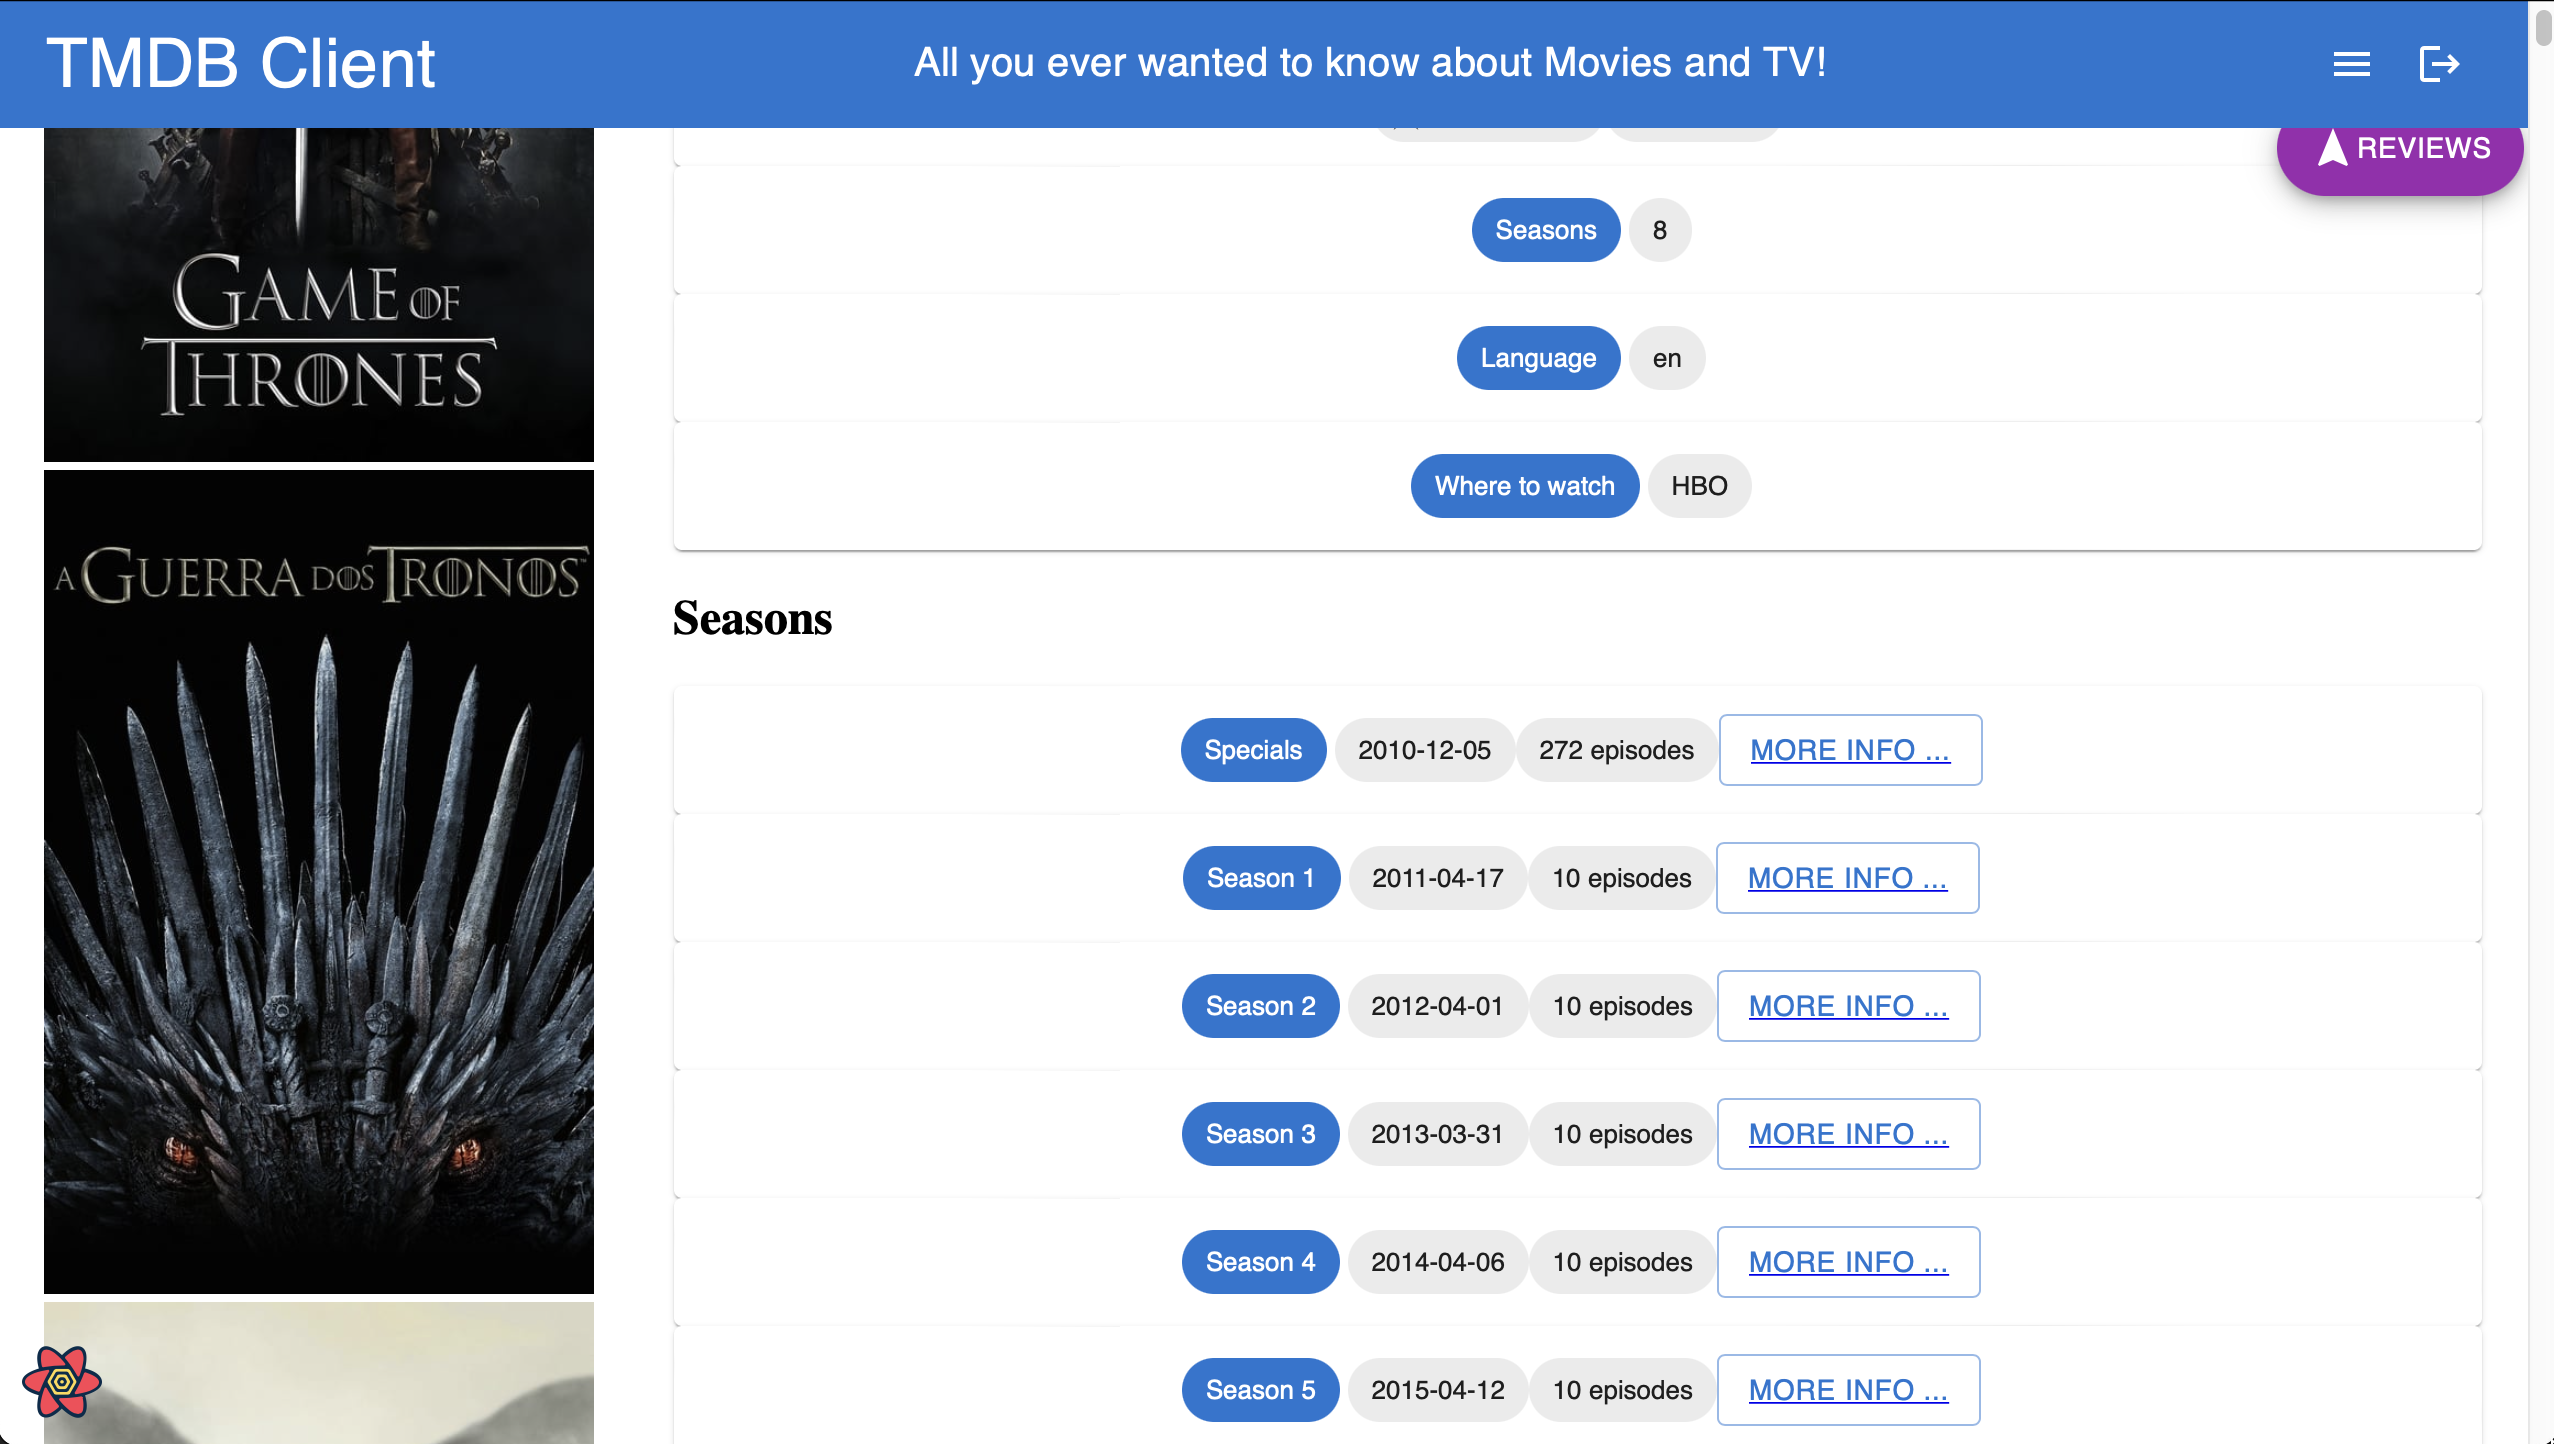 TMDB Client
All you ever wanted to know about Movies and TV!
REVIEWS
GAME OF
THRONES
A GUERRA DOS TRONOS
Seasons 8
Language en
Where to watch HBO
Seasons
Specials 2010-12-05 272 episodes MORE INFO ...
Season 1 2011-04-17 10 episodes MORE INFO ...
Season 2 2012-04-01 10 episodes MORE INFO ...
Season 3 2013-03-31 10 episodes MORE INFO ...
Season 4 2014-04-06 10 episodes MORE INFO ...
Season 5 2015-04-12 10 episodes MORE INFO ...